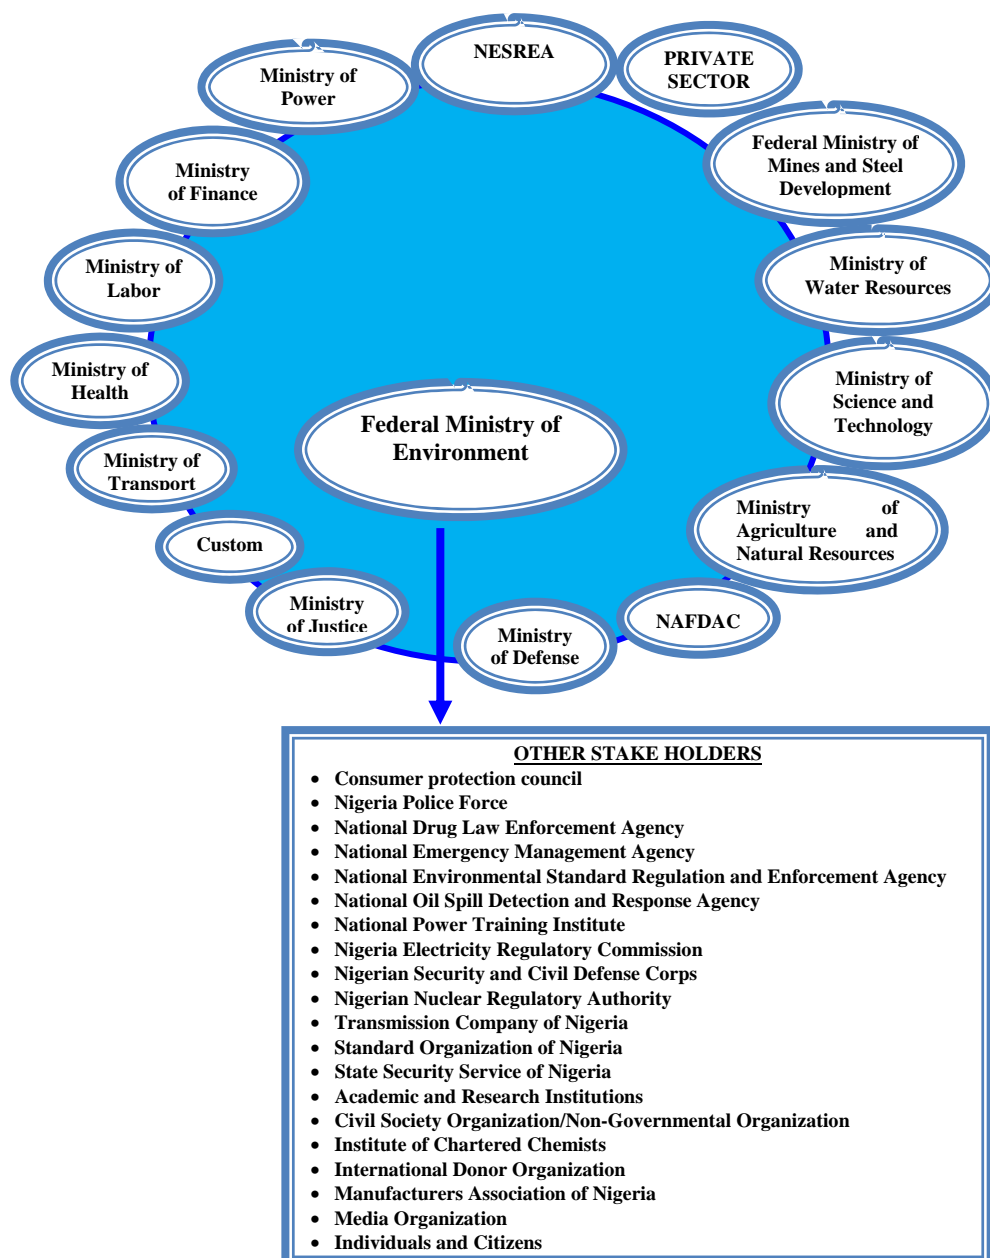 NESREA
PRIVATE
SECTOR
Ministry of
Power
Federal Ministry of
Mines and Steel
Development
Ministry
of Finance
Ministry of
Water Resources
Ministry of
Labor
Ministry of
Health
Ministry of
Science and
Technology
Federal Ministry of
Environment
Ministry of
Transport
Ministry of
Agriculture and
Natural Resources
Custom
Ministry
of Justice
NAFDAC
Ministry
of Defense
OTHER STAKE HOLDERS
• Consumer protection council
• Nigeria Police Force
• National Drug Law Enforcement Agency
• National Emergency Management Agency
• National Environmental Standard Regulation and Enforcement Agency
• National Oil Spill Detection and Response Agency
• National Power Training Institute
• Nigeria Electricity Regulatory Commission
• Nigerian Security and Civil Defense Corps
• Nigerian Nuclear Regulatory Authority
• Transmission Company of Nigeria
• Standard Organization of Nigeria
• State Security Service of Nigeria
• Academic and Research Institutions
• Civil Society Organization/Non-Governmental Organization
• Institute of Chartered Chemists
• International Donor Organization
• Manufacturers Association of Nigeria
• Media Organization
• Individuals and Citizens